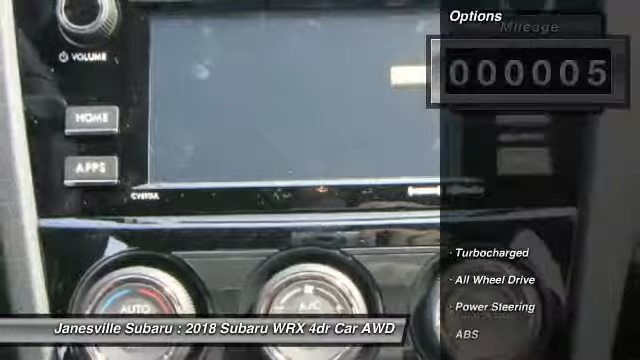 Options
Mileage
000005
VOLUME
HOME
APPS
AUTO
A/C
· Turbocharged
· All Wheel Drive
· Power Steering
· ABS
Janesville Subaru : 2018 Subaru WRX 4dr Car AWD